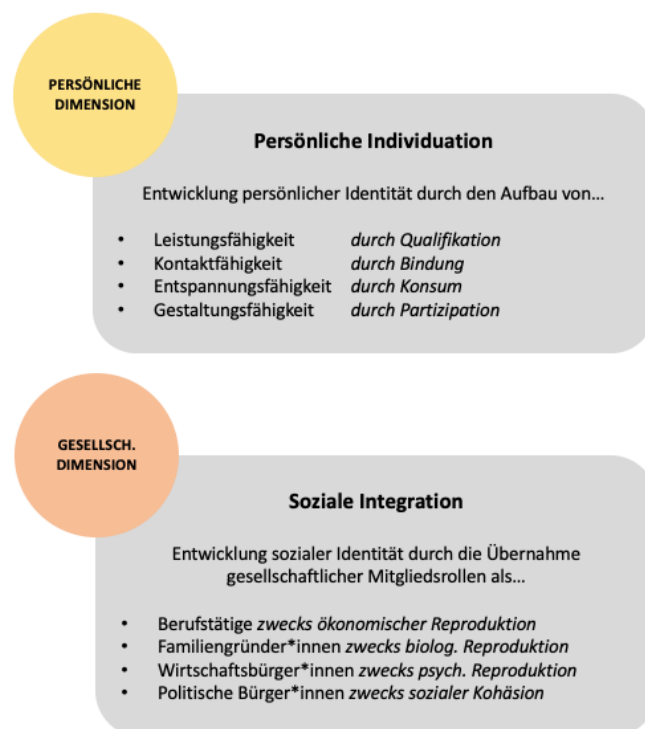 PERSÖNLICHE
DIMENSION
Persönliche Individuation
Entwicklung persönlicher Identität durch den Aufbau von...
• Leistungsfähigkeit durch Qualifikation
• Kontaktfähigkeit durch Bindung
• Entspannungsfähigkeit durch Konsum
• Gestaltungsfähigkeit durch Partizipation
GESELLSCH.
DIMENSION
Soziale Integration
Entwicklung sozialer Identität durch die Übernahme
gesellschaftlicher Mitgliedsrollen als...
• Berufstätige zwecks ökonomischer Reproduktion
• Familiengründer*innen zwecks biolog. Reproduktion
• Wirtschaftsbürger*innen zwecks psych. Reproduktion
• Politische Bürger*innen zwecks sozialer Kohäsion